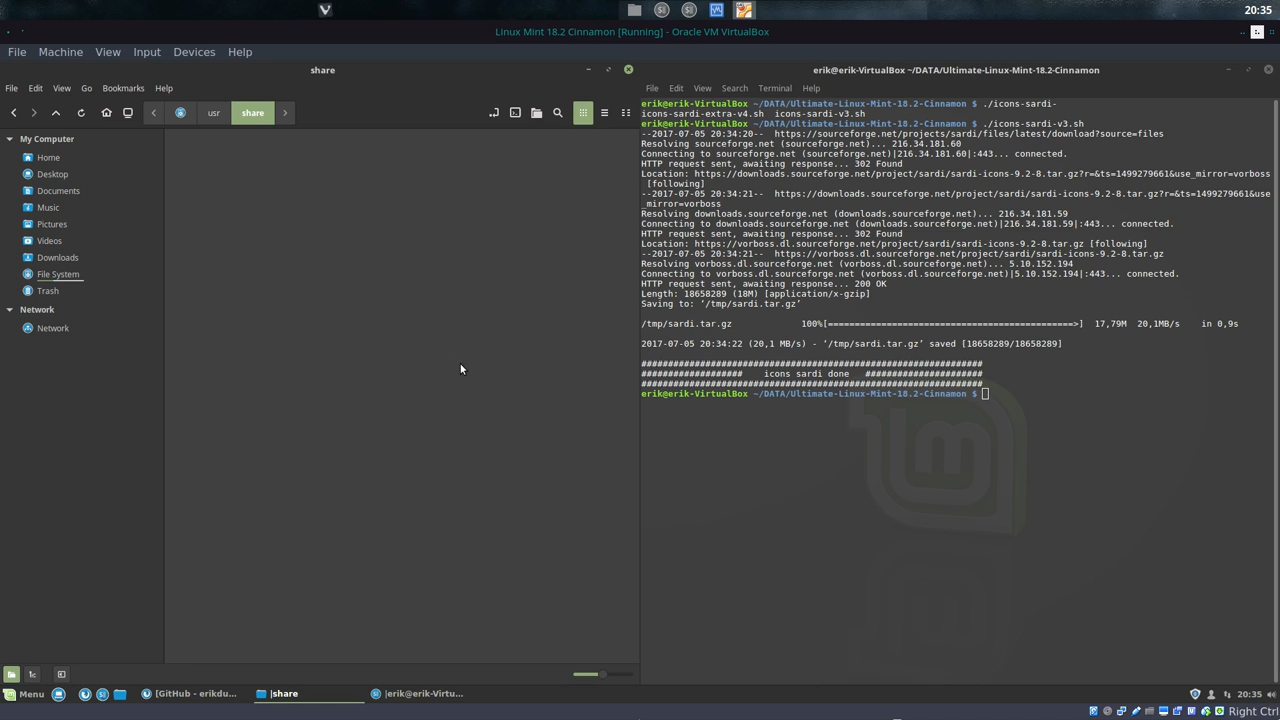 20:35
Linux Mint 18.2 Cinnamon [Running] - Oracle VM VirtualBox
File Machine View Input Devices Help
share
File Edit View Go Bookmarks Help
usr share
My Computer
Home
Desktop
Documents
Music
Pictures
Videos
Downloads
File System
Trash
Network
Network
erik@erik-VirtualBox ~/DATA/Ultimate-Linux-Mint-18.2-Cinnamon
File Edit View Search Terminal Help
erik@erik-VirtualBox ~/DATA/Ultimate-Linux-Mint-18.2-Cinnamon $ ./icons-sardi-
icons-sardi-extra-v4.sh icons-sardi-v3.sh
erik@erik-VirtualBox ~/DATA/Ultimate-Linux-Mint-18.2-Cinnamon $ ./icons-sardi-v3.sh
--2017-07-05 20:34:20-- https://sourceforge.net/projects/sardi/files/latest/download?source=files
Resolving sourceforge.net (sourceforge.net)... 216.34.181.60
Connecting to sourceforge.net (sourceforge.net)|216.34.181.60|:443... connected.
HTTP request sent, awaiting response... 302 Found
Location: https://downloads.sourceforge.net/project/sardi/sardi-icons-9.2-8.tar.gz?r=&ts=1499279661&use_mirror=vorboss
[following]
--2017-07-05 20:34:21-- https://downloads.sourceforge.net/project/sardi/sardi-icons-9.2-8.tar.gz?r=&ts=1499279661&use
_mirror=vorboss
Resolving downloads.sourceforge.net (downloads.sourceforge.net)... 216.34.181.59
Connecting to downloads.sourceforge.net (downloads.sourceforge.net)|216.34.181.59|:443... connected.
HTTP request sent, awaiting response... 302 Found
Location: https://vorboss.dl.sourceforge.net/project/sardi/sardi-icons-9.2-8.tar.gz [following]
--2017-07-05 20:34:21-- https://vorboss.dl.sourceforge.net/project/sardi/sardi-icons-9.2-8.tar.gz
Resolving vorboss.dl.sourceforge.net (vorboss.dl.sourceforge.net)... 5.10.152.194
Connecting to vorboss.dl.sourceforge.net (vorboss.dl.sourceforge.net)|5.10.152.194|:443... connected.
HTTP request sent, awaiting response... 200 OK
Length: 18658289 (18M) [application/x-gzip]
Saving to: ‘/tmp/sardi.tar.gz’
/tmp/sardi.tar.gz 100%[==============================================>] 17,79M 20,1MB/s in 0,9s
2017-07-05 20:34:22 (20,1 MB/s) - ‘/tmp/sardi.tar.gz’ saved [18658289/18658289]
################################################################
################### icons sardi done ######################
################################################################
erik@erik-VirtualBox ~/DATA/Ultimate-Linux-Mint-18.2-Cinnamon $
Menu [GitHub - erikdu... |share |erik@erik-Virtu... 20:35
Right Ctrl